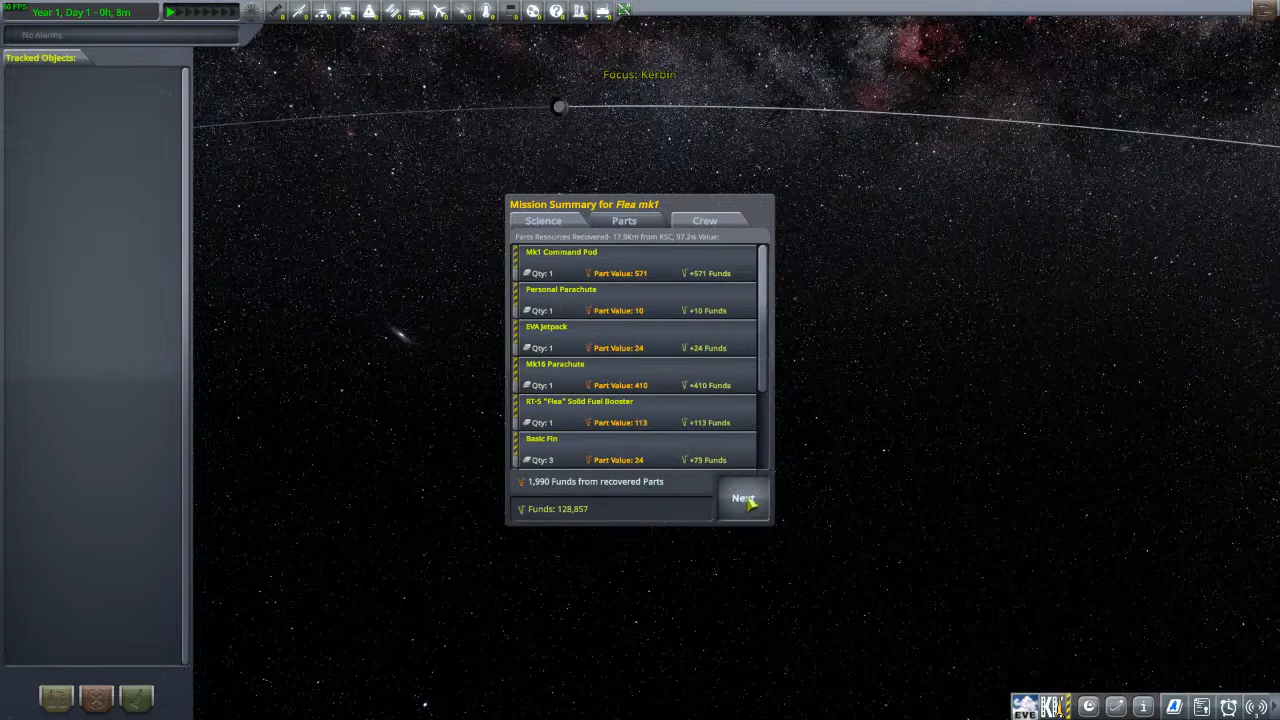 60 FPS
Year 1, Day 1 - 0h, 8m
No Alarms
Tracked Objects:
Focus: Kerbin
Mission Summary for Flea mk1
Science
Parts
Crew
Parts Resources Recovered- 17.9Km from KSC, 97.2% Value:
Mk1 Command Pod
Qty: 1 Part Value: 571 +571 Funds
Personal Parachute
Qty: 1 Part Value: 10 +10 Funds
EVA Jetpack
Qty: 1 Part Value: 24 +24 Funds
Mk16 Parachute
Qty: 1 Part Value: 410 +410 Funds
RT-5 "Flea" Solid Fuel Booster
Qty: 1 Part Value: 113 +113 Funds
Basic Fin
Qty: 3 Part Value: 24 +73 Funds
1,990 Funds from recovered Parts
Next
Funds: 128,857
EVE